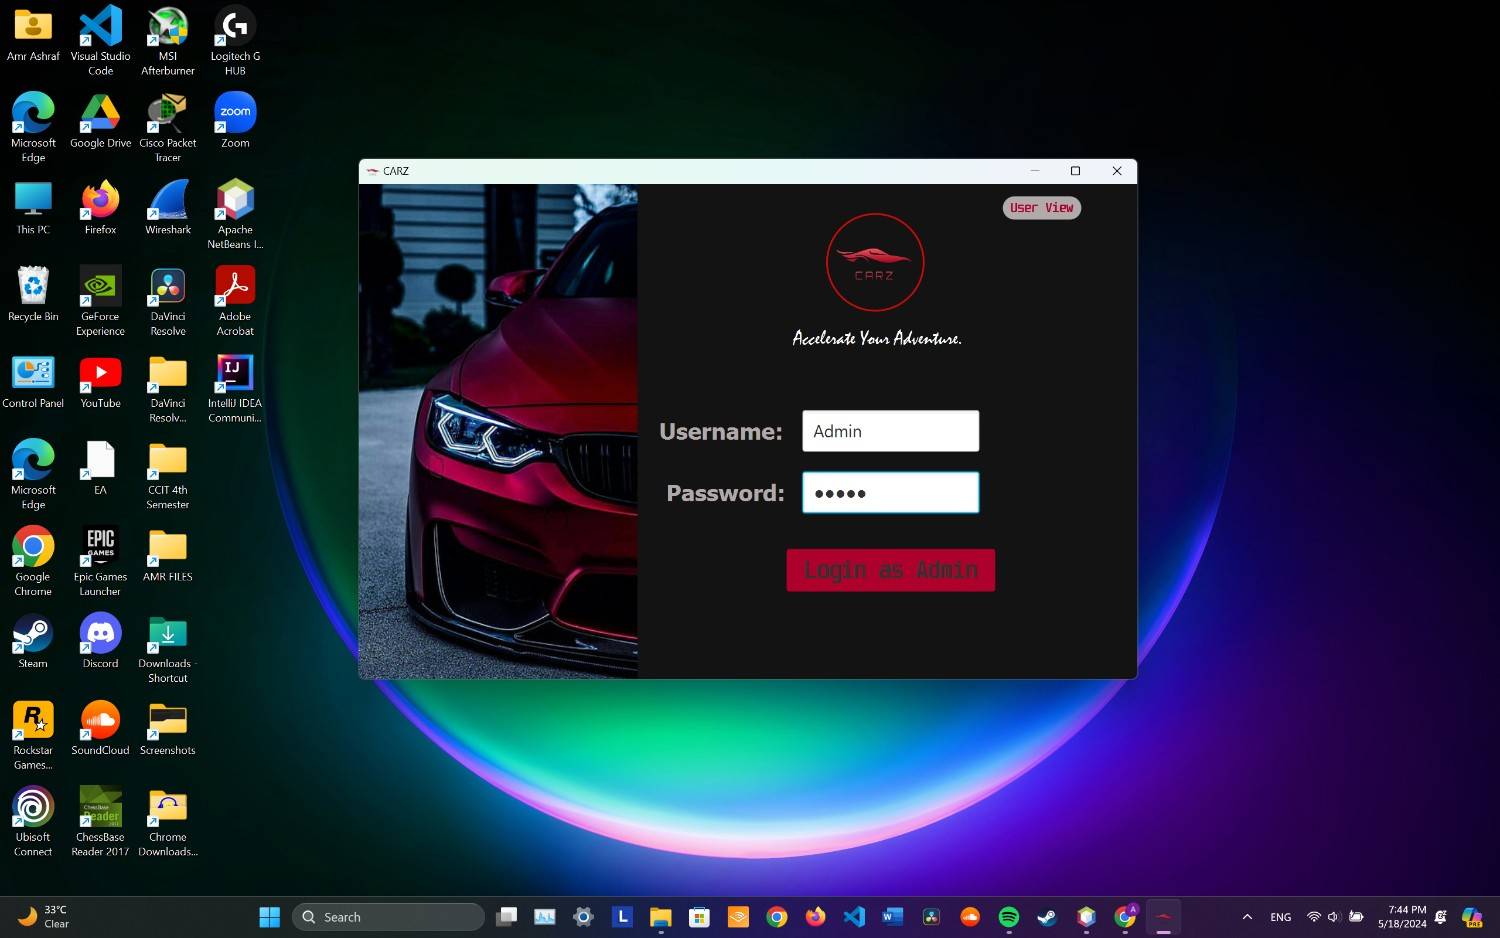 Amr Ashraf
Visual Studio
Code
MSI
Afterburner
Logitech G
HUB
Microsoft
Edge
Google Drive
Cisco Packet
Tracer
zoom
Zoom
This PC
Firefox
Wireshark
Apache
NetBeans I...
Recycle Bin
GeForce
Experience
DaVinci
Resolve
Adobe
Acrobat
Control Panel
YouTube
DaVinci
Resolv...
IJ
IntelliJ IDEA
Communi...
Microsoft
Edge
EA
CCIT 4th
Semester
Google
Chrome
EPIC
GAMES
Epic Games
Launcher
AMR FILES
Steam
Discord
Downloads -
Shortcut
R
Rockstar
Games...
SoundCloud
Screenshots
Ubisoft
Connect
ChessBase
Reader
ChessBase
Reader 2017
Chrome
Downloads...
CARZ
User View
CARZ
Accelerate Your Adventure.
Username:
Admin
Password:
Login as Admin
33°C
Clear
Search
L
W
A
ENG
7:44 PM
5/18/2024
PRE